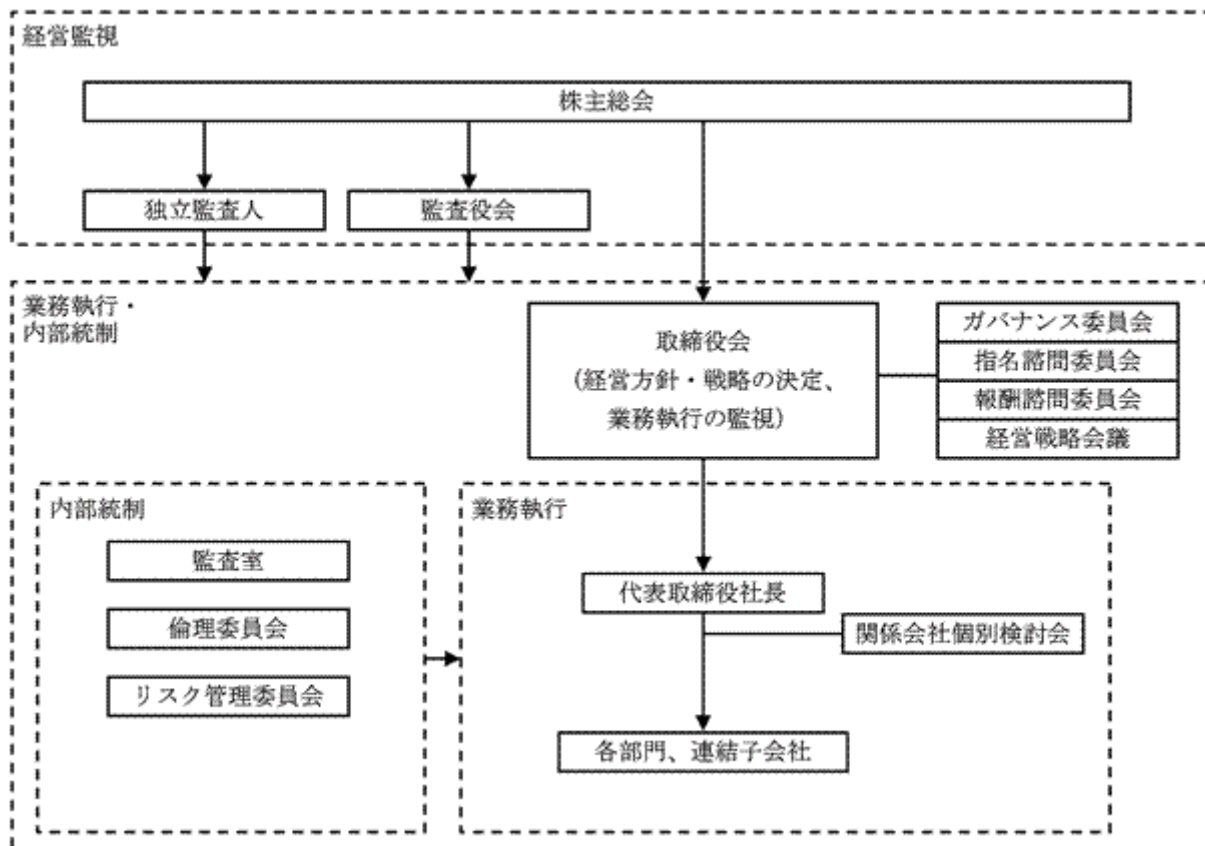 経営監視
株主総会
独立監査人
監査役会
業務執行・
内部統制
取締役会
(経営方針・戦略の決定、
業務執行の監視)
ガバナンス委員会
指名諮問委員会
報酬諮問委員会
経営戦略会議
内部統制
監査室
倫理委員会
リスク管理委員会
業務執行
代表取締役社長
関係会社個別検討会
各部門、連結子会社